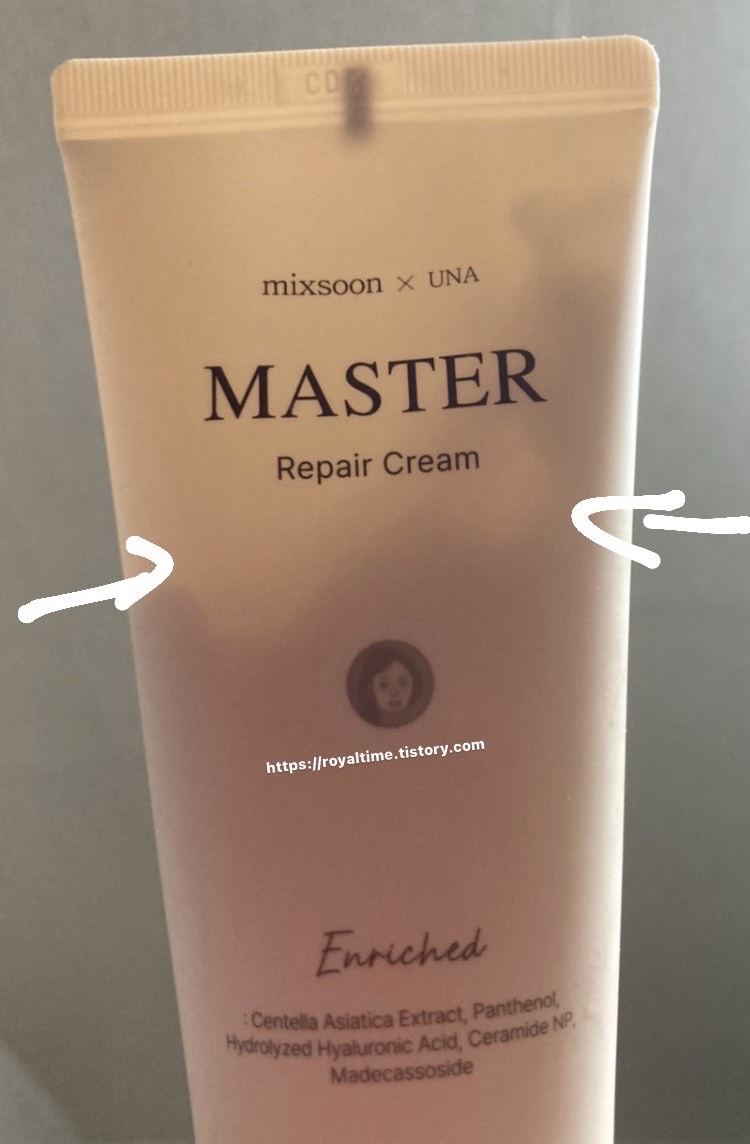 mixsoon × UNA
MASTER
Repair Cream
https://royaltime.tistory.com
Enriched
: Centella Asiatica Extract, Panthenol,
Hydrolyzed Hyaluronic Acid, Ceramide NP,
Madecassoside